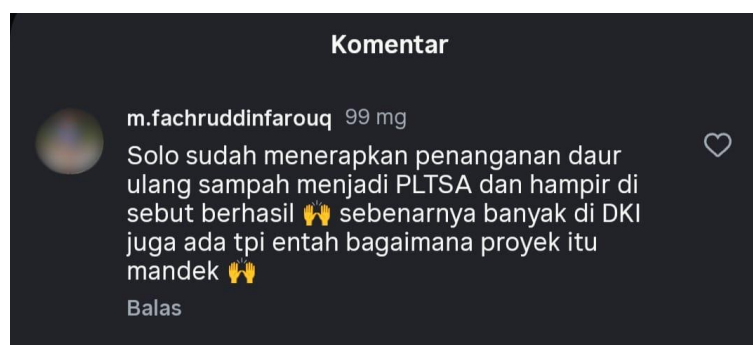 Komentar
m.fachruddinfarouq 99 mg
Solo sudah menerapkan penanganan daur
ulang sampah menjadi PLTSA dan hampir di
sebut berhasil 🙌 sebenarnya banyak di DKI
juga ada tpi entah bagaimana proyek itu
mandek 🙌
Balas